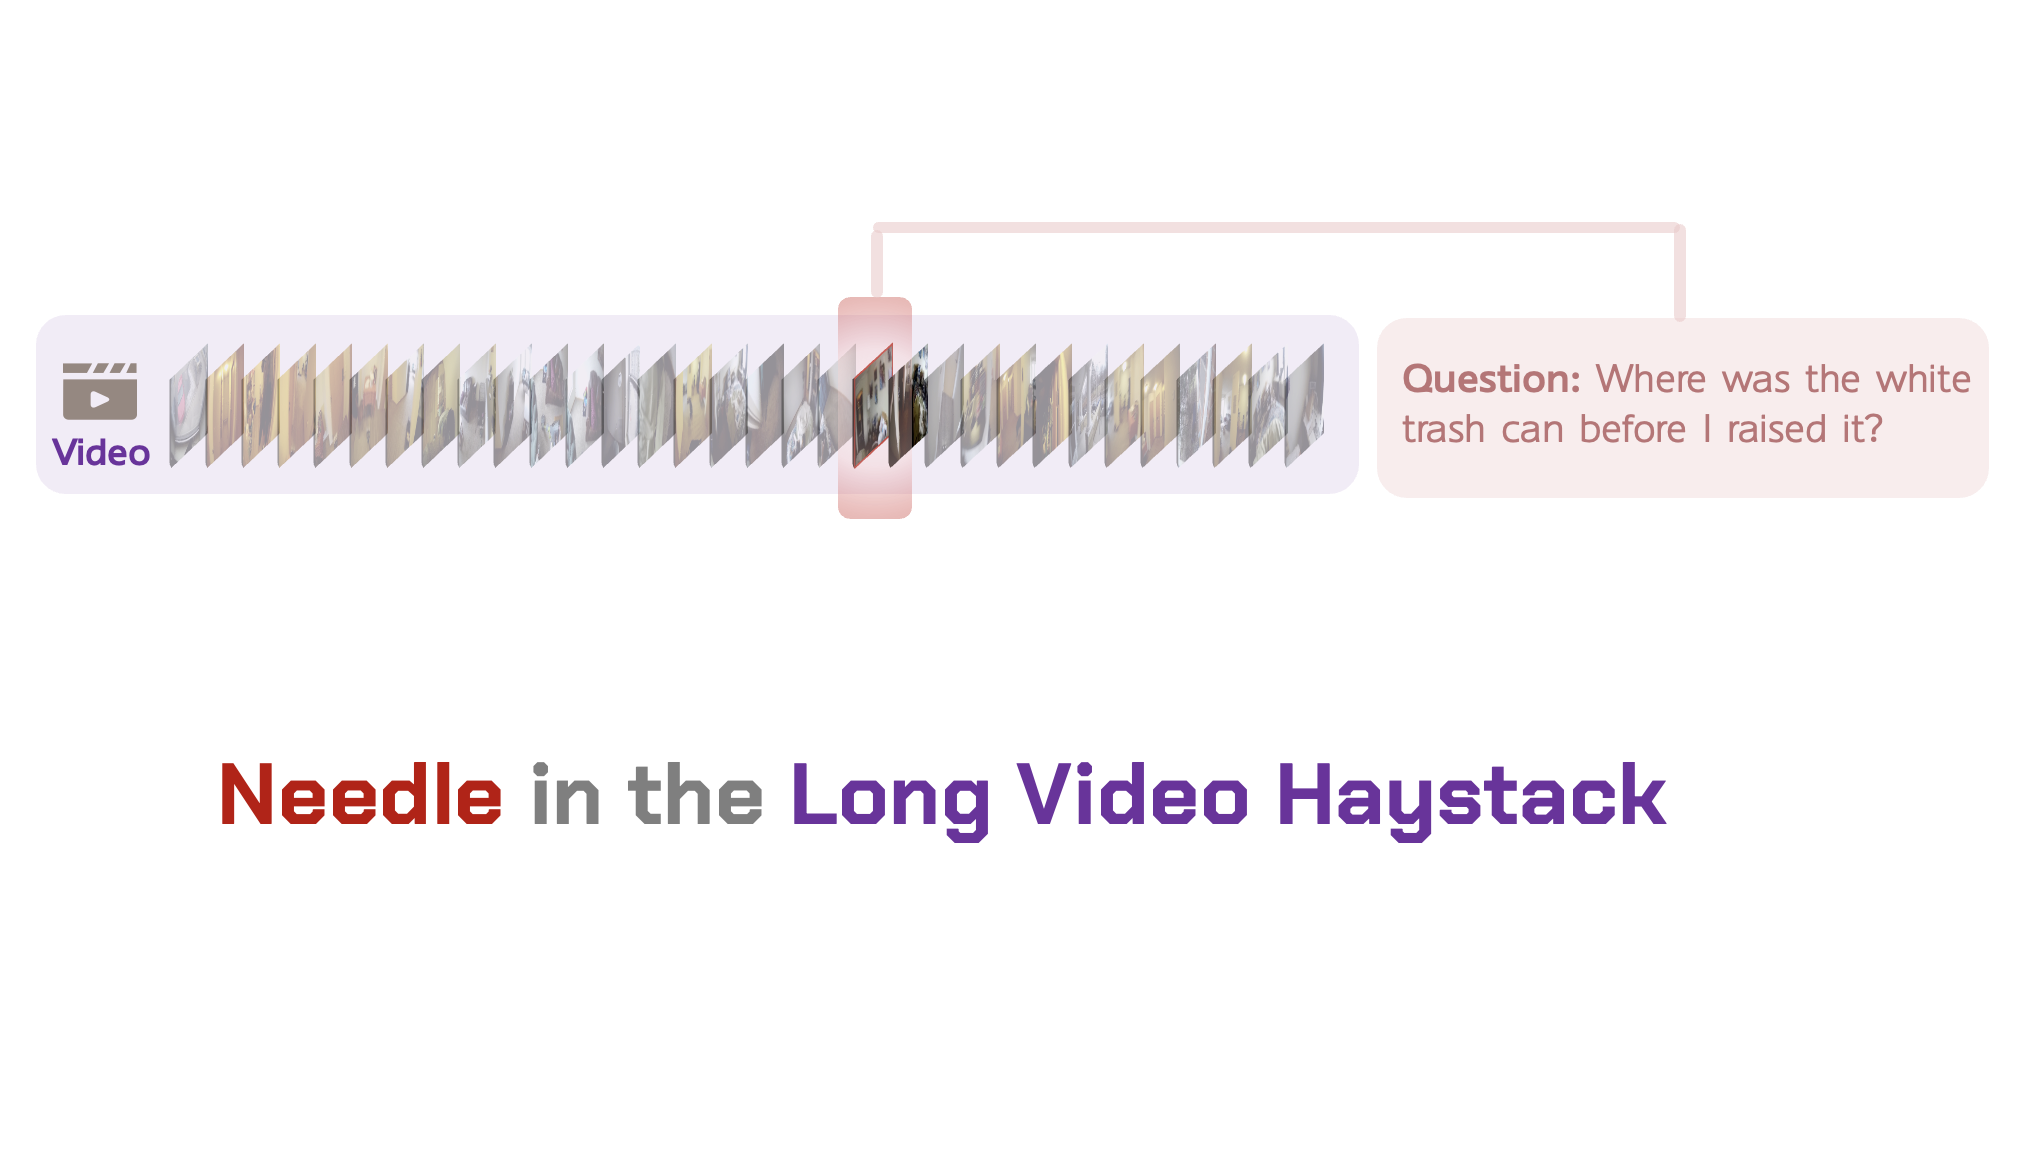 Video
Question: Where was the white
trash can before I raised it?
Needle in the Long Video Haystack